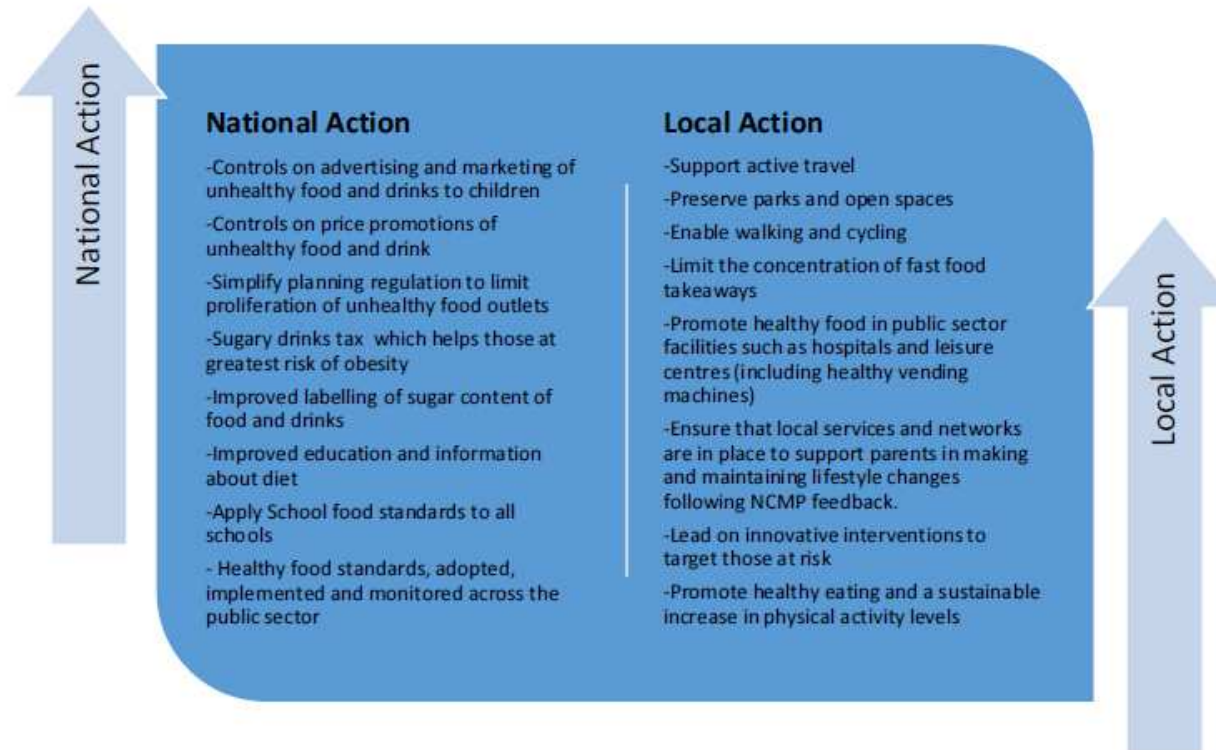 National Action
National Action
-Controls on advertising and marketing of
unhealthy food and drinks to children
-Controls on price promotions of
unhealthy food and drink
-Simplify planning regulation to limit
proliferation of unhealthy food outlets
-Sugary drinks tax  which helps those at
greatest risk of obesity
-Improved labelling of sugar content of
food and drinks
-Improved education and information
about diet
-Apply School food standards to all
schools
- Healthy food standards, adopted,
implemented and monitored across the
public sector
Local Action
-Support active travel
-Preserve parks and open spaces
-Enable walking and cycling
-Limit the concentration of fast food
takeaways
-Promote healthy food in public sector
facilities such as hospitals and leisure
centres (including healthy vending
machines)
-Ensure that local services and networks
are in place to support parents in making
and maintaining lifestyle changes
following NCMP feedback.
-Lead on innovative interventions to
target those at risk
-Promote healthy eating and a sustainable
increase in physical activity levels
Local Action